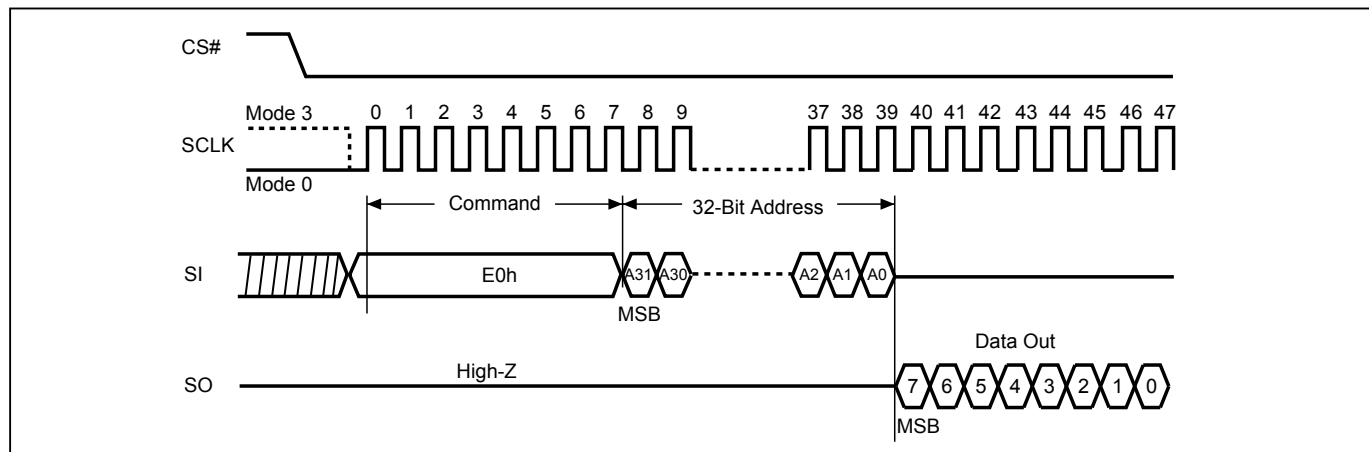 CS#
Mode 3
0 1 2 3 4 5 6 7 8 9 37 38 39 40 41 42 43 44 45 46 47
SCLK
Mode 0
Command
32-Bit Address
SI
E0h
A31 A30 A2 A1 A0
MSB
Data Out
High-Z
SO
7 6 5 4 3 2 1 0
MSB